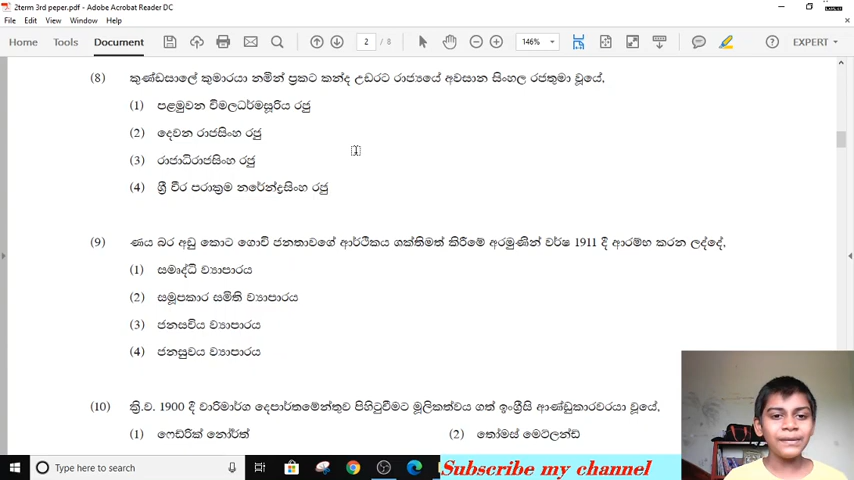 2term 3rd peper.pdf - Adobe Acrobat Reader DC
File Edit View Window Help
Home Tools Document 2 / 8 146% EXPERT
(8) කුණ්ඩසාලේ කුමාරයා නමින් ප්‍රකට කන්ද උඩරට රාජ්‍යයේ අවසාන සිංහල රජතුමා වූයේ,
(1) පළමුවන විමලධර්මසූරිය රජු
(2) දෙවන රාජසිංහ රජු
(3) රාජාධිරාජසිංහ රජු
(4) ශ්‍රී වීර පරාක්‍රම නරේන්ද්‍රසිංහ රජු
(9) ණය බර අඩු කොට ගොවි ජනතාවගේ ආර්ථිකය ශක්තිමත් කිරීමේ අරමුණින් වර්ෂ 1911 දී ආරම්භ කරන ලද්දේ,
(1) සමෘද්ධි ව්‍යාපාරය
(2) සමූපකාර සමිති ව්‍යාපාරය
(3) ජනසවිය ව්‍යාපාරය
(4) ජනසුවය ව්‍යාපාරය
(10) ක්‍රි.ව. 1900 දී වාරිමාර්ග දෙපාර්තමේන්තුව පිහිටුවීමට මූලිකත්වය ගත් ඉංග්‍රීසි ආණ්ඩුකාරවරයා වූයේ,
(1) ෆෙඩ්රික් නෝර්ත් (2) තෝමස් මේට්ලන්ඩ්
Type here to search
Subscribe my channel